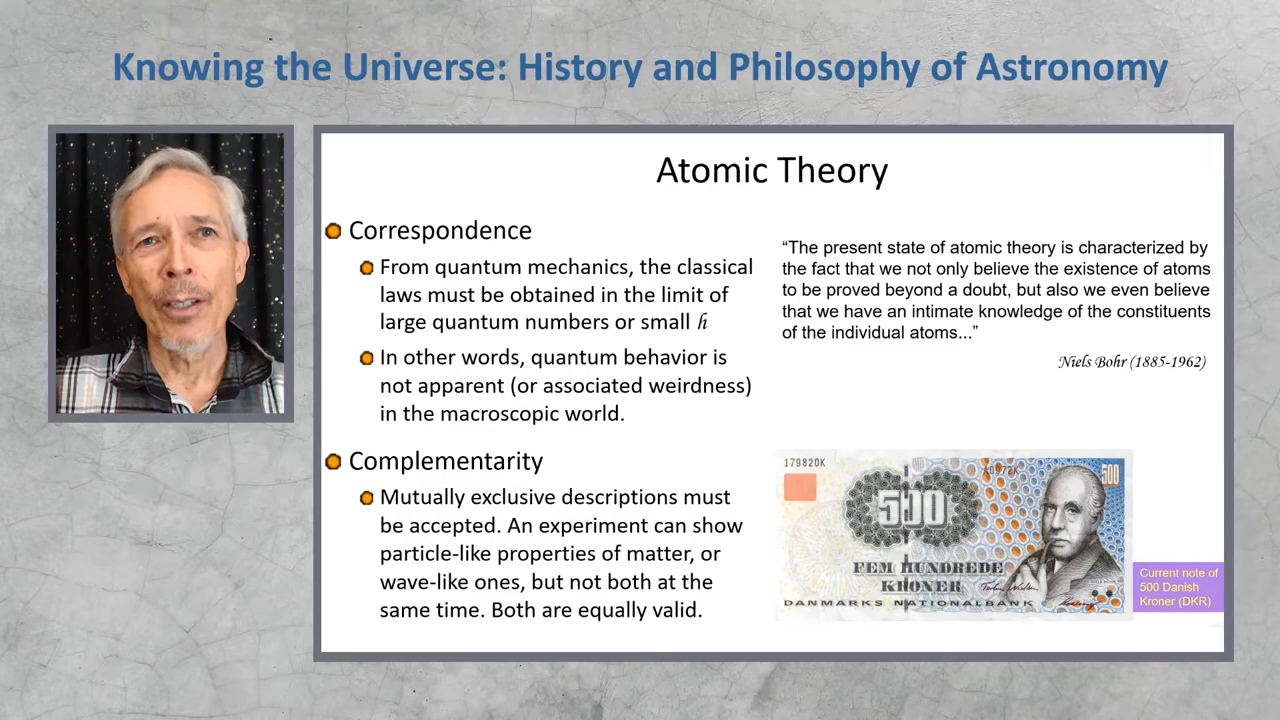 Knowing the Universe: History and Philosophy of Astronomy
Atomic Theory
Correspondence
From quantum mechanics, the classical
laws must be obtained in the limit of
large quantum numbers or small ℏ
In other words, quantum behavior is
not apparent (or associated weirdness)
in the macroscopic world.
Complementarity
Mutually exclusive descriptions must
be accepted. An experiment can show
particle-like properties of matter, or
wave-like ones, but not both at the
same time. Both are equally valid.
“The present state of atomic theory is characterized by
the fact that we not only believe the existence of atoms
to be proved beyond a doubt, but also we even believe
that we have an intimate knowledge of the constituents
of the individual atoms...”
Niels Bohr (1885-1962)
179820K
500
500
FEM HUNDREDE
KRONER
DANMARKS NATIONALBANK
Current note of
500 Danish
Kroner (DKR)